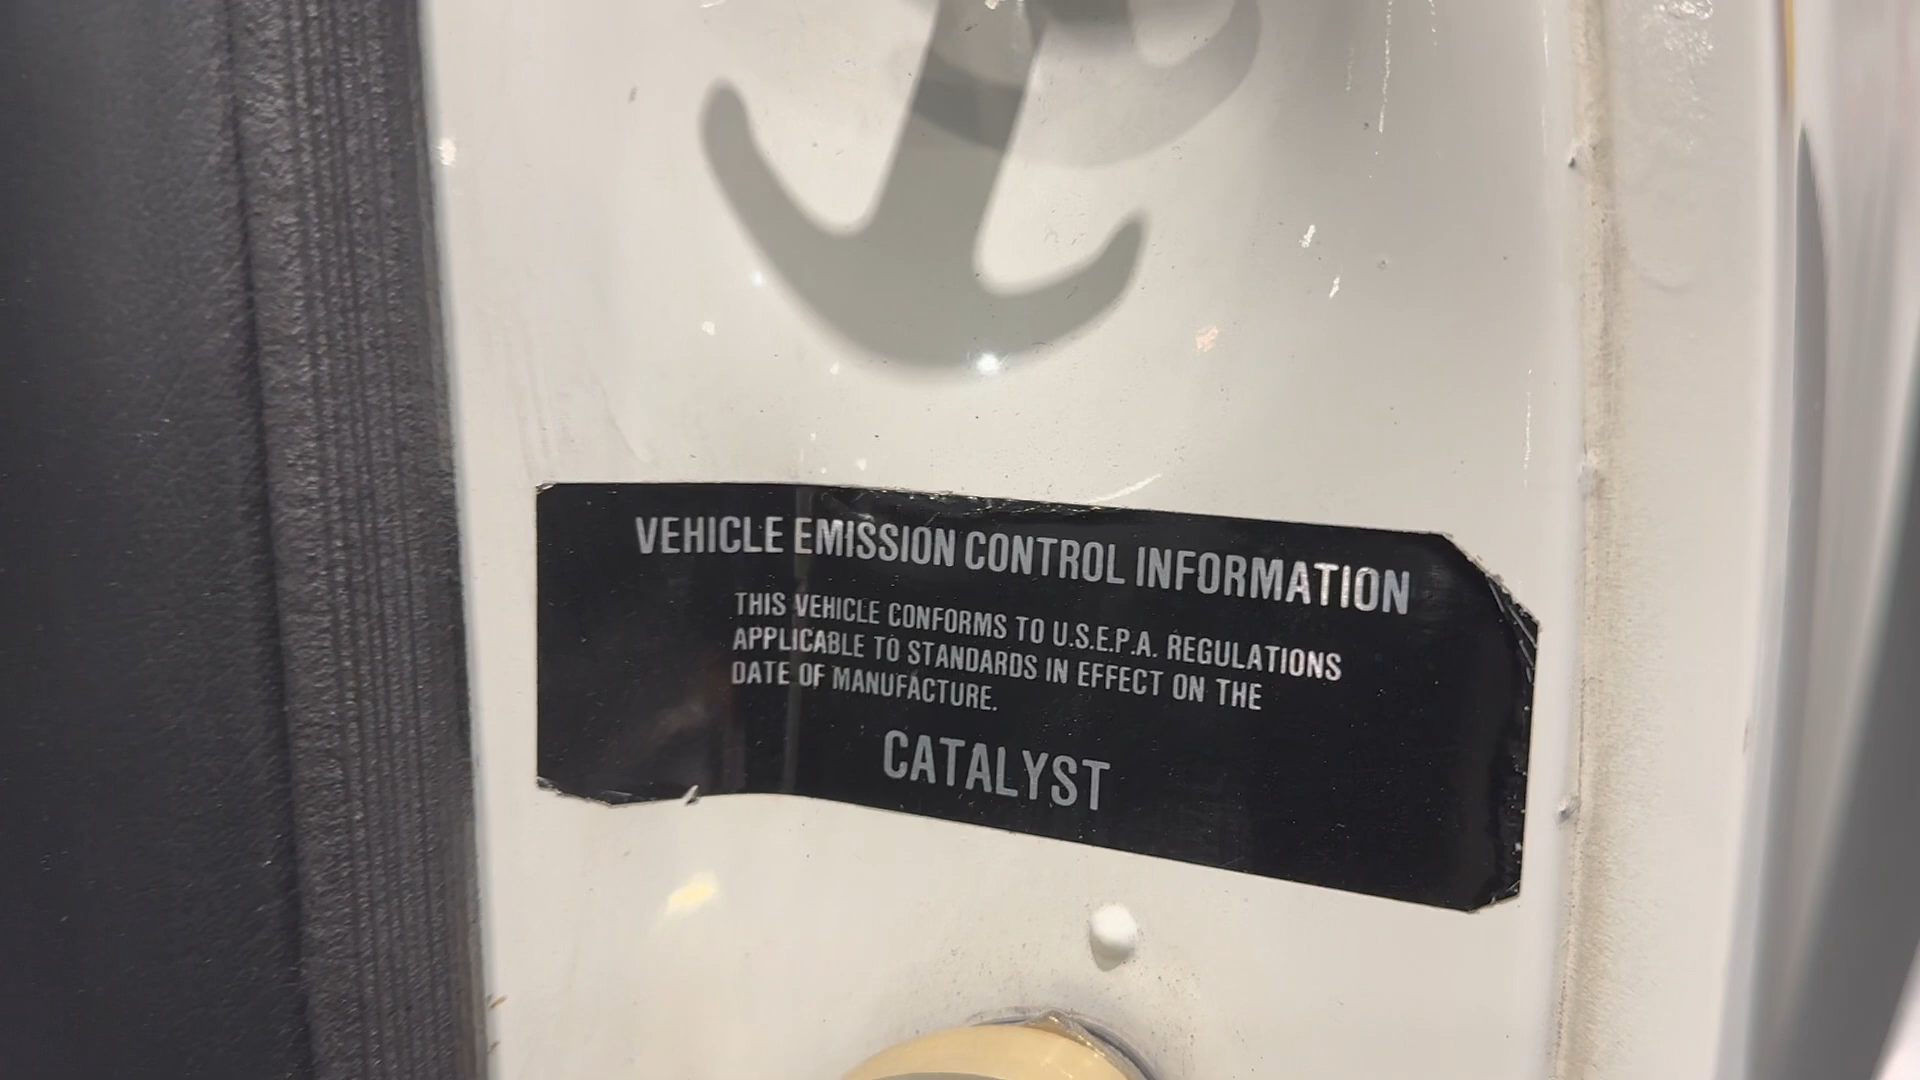 VEHICLE EMISSION CONTROL INFORMATION
THIS VEHICLE CONFORMS TO U.S.E.P.A. REGULATIONS
APPLICABLE TO STANDARDS IN EFFECT ON THE
DATE OF MANUFACTURE.
CATALYST